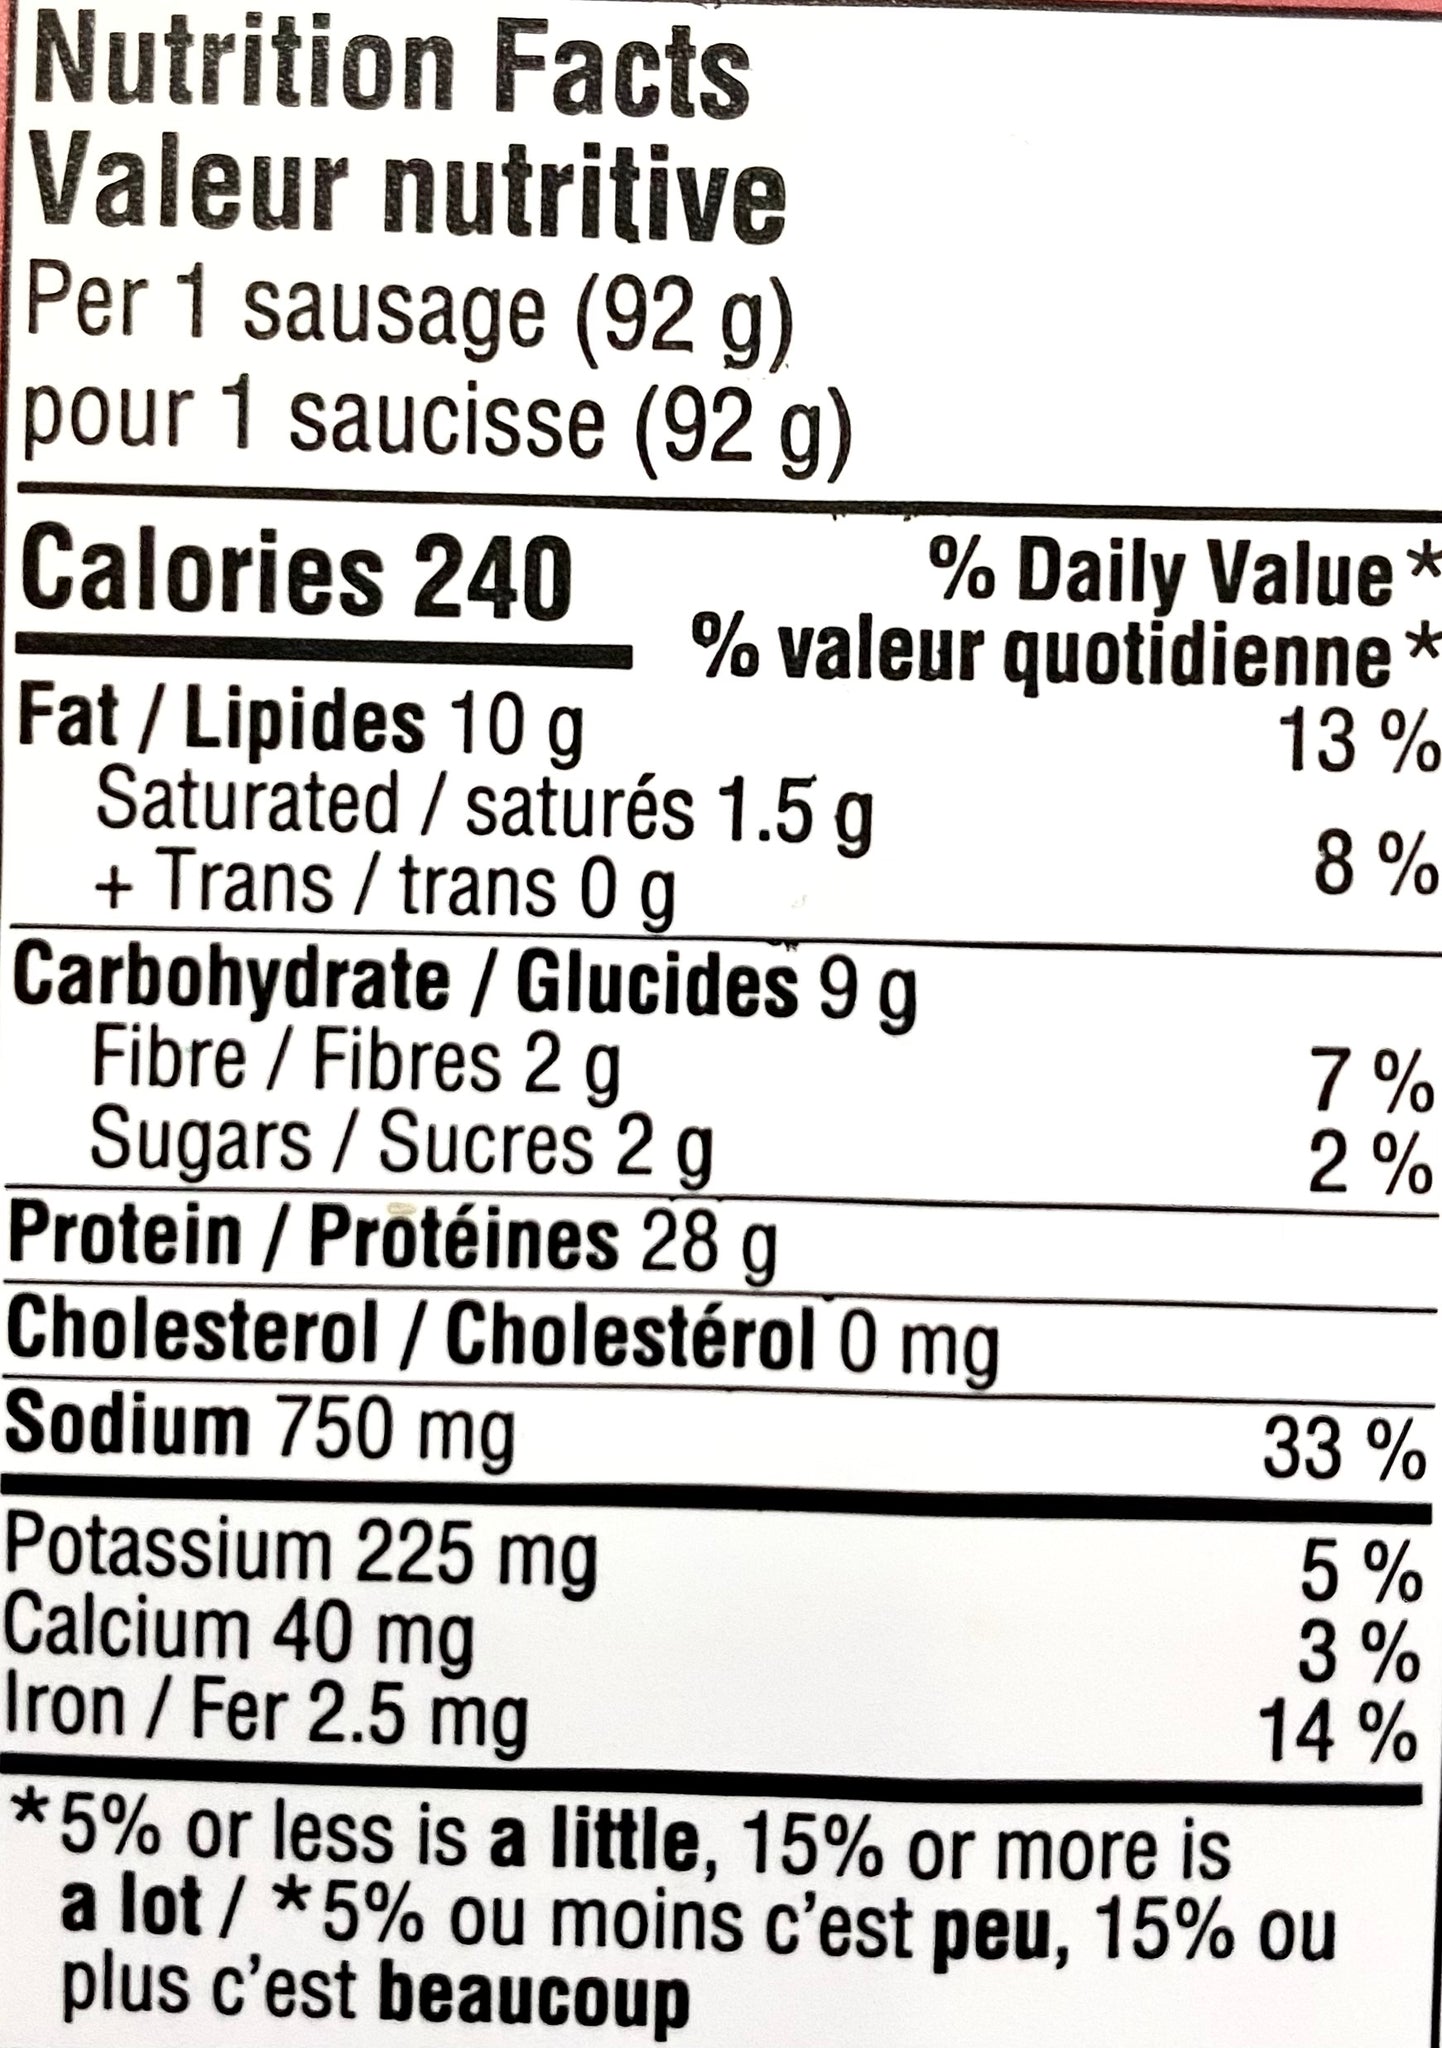 Nutrition Facts
Valeur nutritive
Per 1 sausage (92 g)
pour 1 saucisse (92 g)
Calories 240
% Daily Value*
% valeur quotidienne*
Fat / Lipides 10 g 13 %
Saturated / saturés 1.5 g
+ Trans / trans 0 g 8 %
Carbohydrate / Glucides 9 g
Fibre / Fibres 2 g 7 %
Sugars / Sucres 2 g 2 %
Protein / Protéines 28 g
Cholesterol / Cholestérol 0 mg
Sodium 750 mg 33 %
Potassium 225 mg 5 %
Calcium 40 mg 3 %
Iron / Fer 2.5 mg 14 %
*5% or less is a little, 15% or more is
a lot / *5% ou moins c'est peu, 15% ou
plus c'est beaucoup